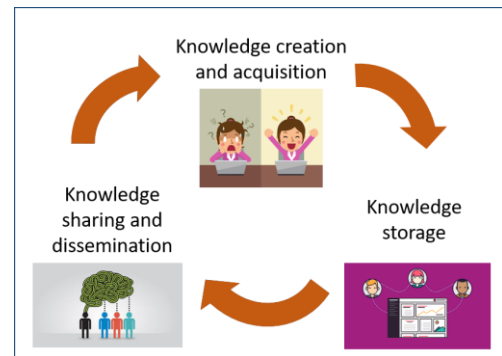 Knowledge creation
and acquisition
Knowledge
storage
Knowledge
sharing and
dissemination